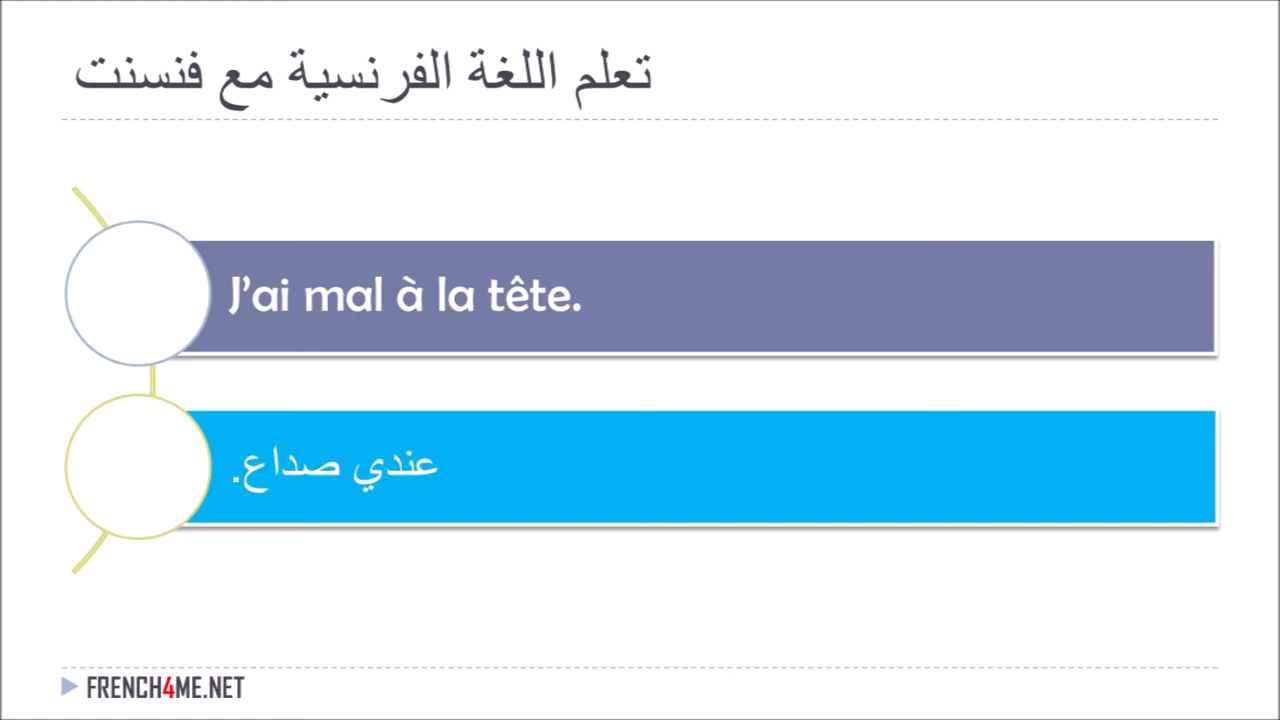 تعلم اللغة الفرنسية مع فنسنت
J’ai mal à la tête.
عندي صداع.
FRENCH4ME.NET